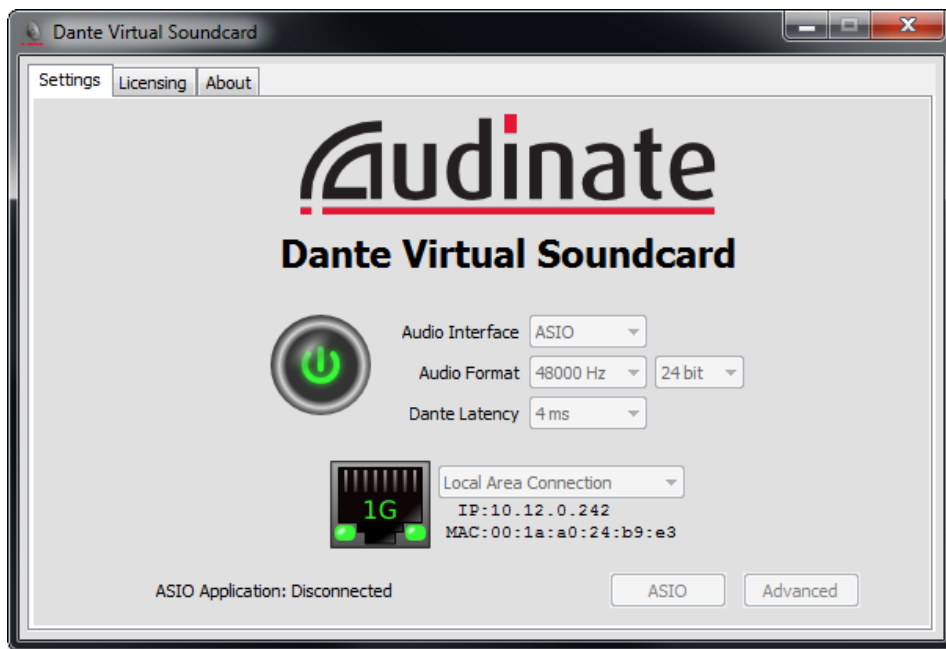 Dante Virtual Soundcard
Settings Licensing About
Audinate
Dante Virtual Soundcard
Audio Interface ASIO
Audio Format 48000 Hz 24 bit
Dante Latency 4 ms
1G
Local Area Connection
IP:10.12.0.242
MAC:00:1a:a0:24:b9:e3
ASIO Application: Disconnected ASIO Advanced